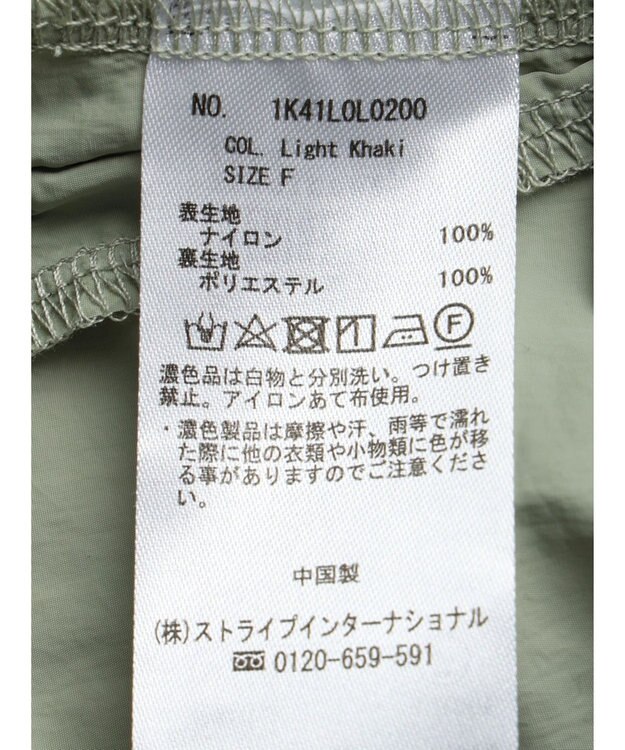 NO. 1K41L0L0200
COL. Light Khaki
SIZE F
表生地
ナイロン 100%
裏生地
ポリエステル 100%
F
濃色品は白物と分別洗い。つけ置き
禁止。アイロンあて布使用。
・濃色製品は摩擦や汗、雨等で濡れ
た際に他の衣類や小物類に色が移
る事がありますのでご注意くださ
い。
中国製
(株)ストライプインターナショナル
0120-659-591